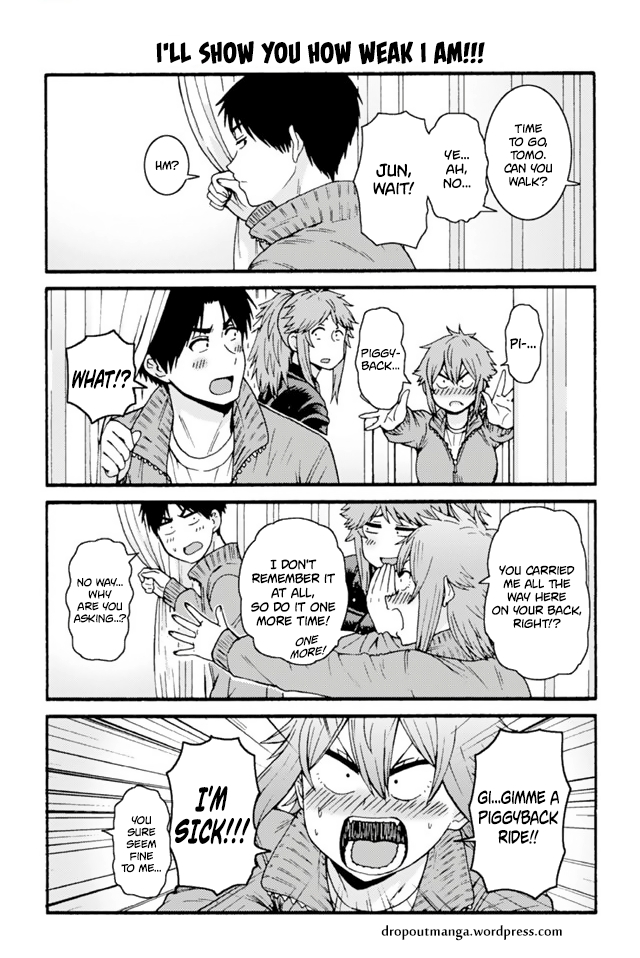 I'LL SHOW YOU HOW WEAK I AM!!!
TIME
TO GO,
TOMO.
CAN YOU
WALK?
YE...
AH,
NO...
JUN,
WAIT!
HM?
PI-...
PIGGY-
BACK...
WHAT!?
YOU CARRIED
ME ALL THE
WAY HERE
ON YOUR BACK,
RIGHT!?
I DON'T
REMEMBER IT
AT ALL,
SO DO IT ONE
MORE TIME!
ONE
MORE!
NO WAY...
WHY
ARE YOU
ASKING..?
GI...GIMME A
PIGGYBACK
RIDE!!
I'M
SICK!!!
YOU
SURE
SEEM
FINE
TO ME...
dropoutmanga.wordpress.com